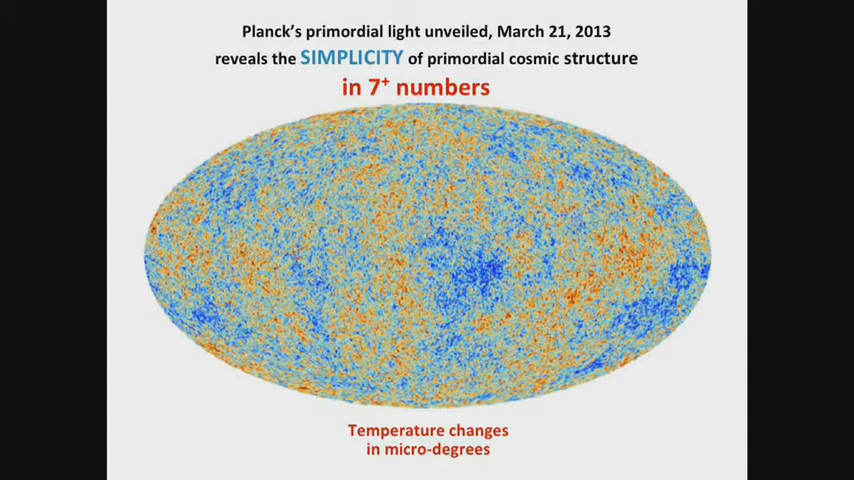 Planck's primordial light unveiled, March 21, 2013
reveals the SIMPLICITY of primordial cosmic structure
in 7⁺ numbers
Temperature changes
in micro-degrees